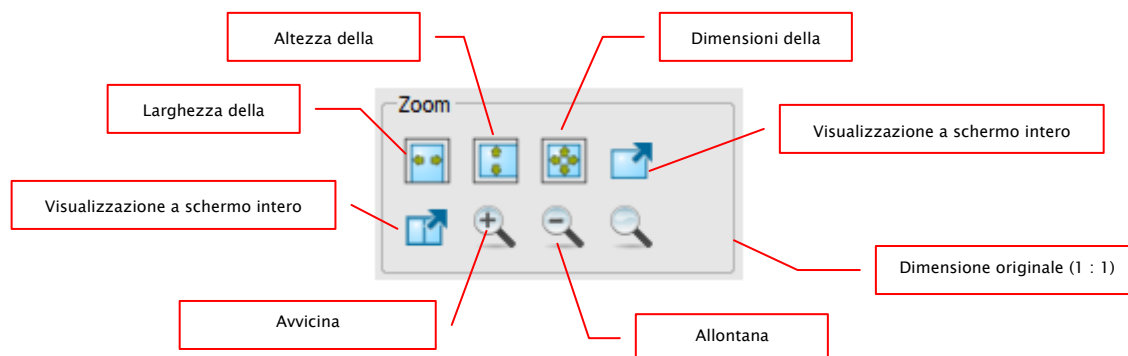 Altezza della
Dimensioni della
Larghezza della
Zoom
Visualizzazione a schermo intero
Visualizzazione a schermo intero
Dimensione originale (1 : 1)
Avvicina
Allontana